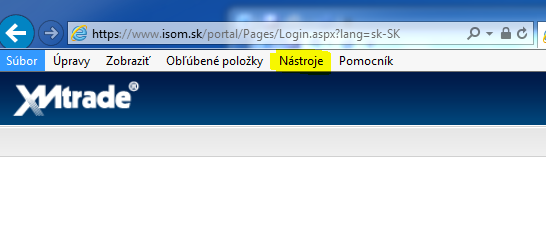 https://www.isom.sk/portal/Pages/Login.aspx?lang=sk-SK
Súbor Úpravy Zobraziť Obľúbené položky Nástroje Pomocník
XMtrade®